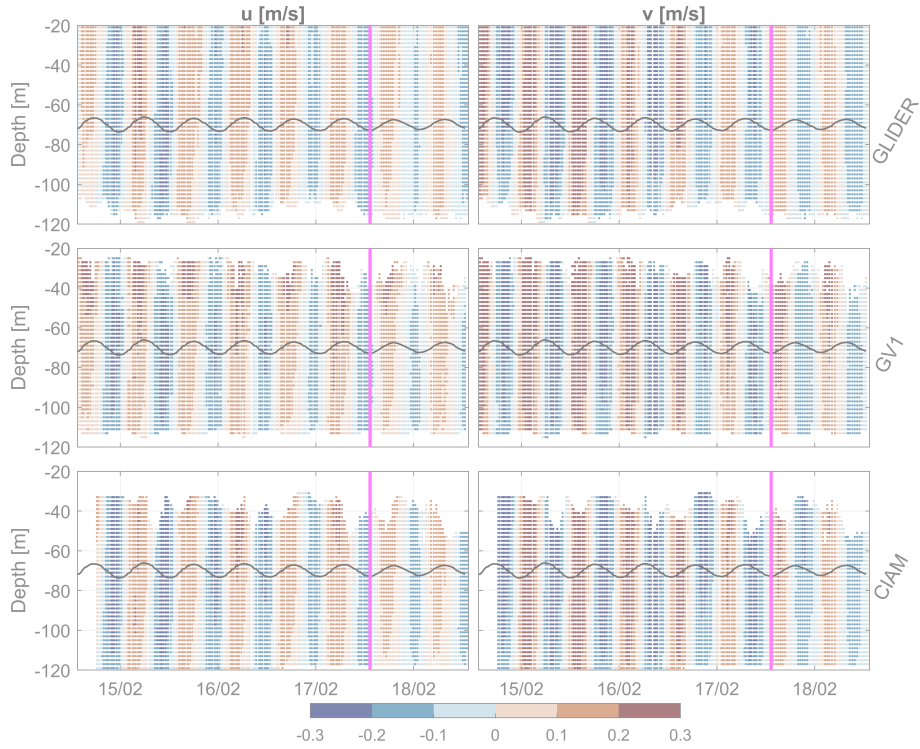 u [m/s] v [m/s]
-20
-40
-60
-80
-100
-120
Depth [m]
GLIDER
-20
-40
-60
-80
-100
-120
Depth [m]
GV1
-20
-40
-60
-80
-100
-120
Depth [m]
CIAM
15/02 16/02 17/02 18/02 15/02 16/02 17/02 18/02
-0.3 -0.2 -0.1 0 0.1 0.2 0.3